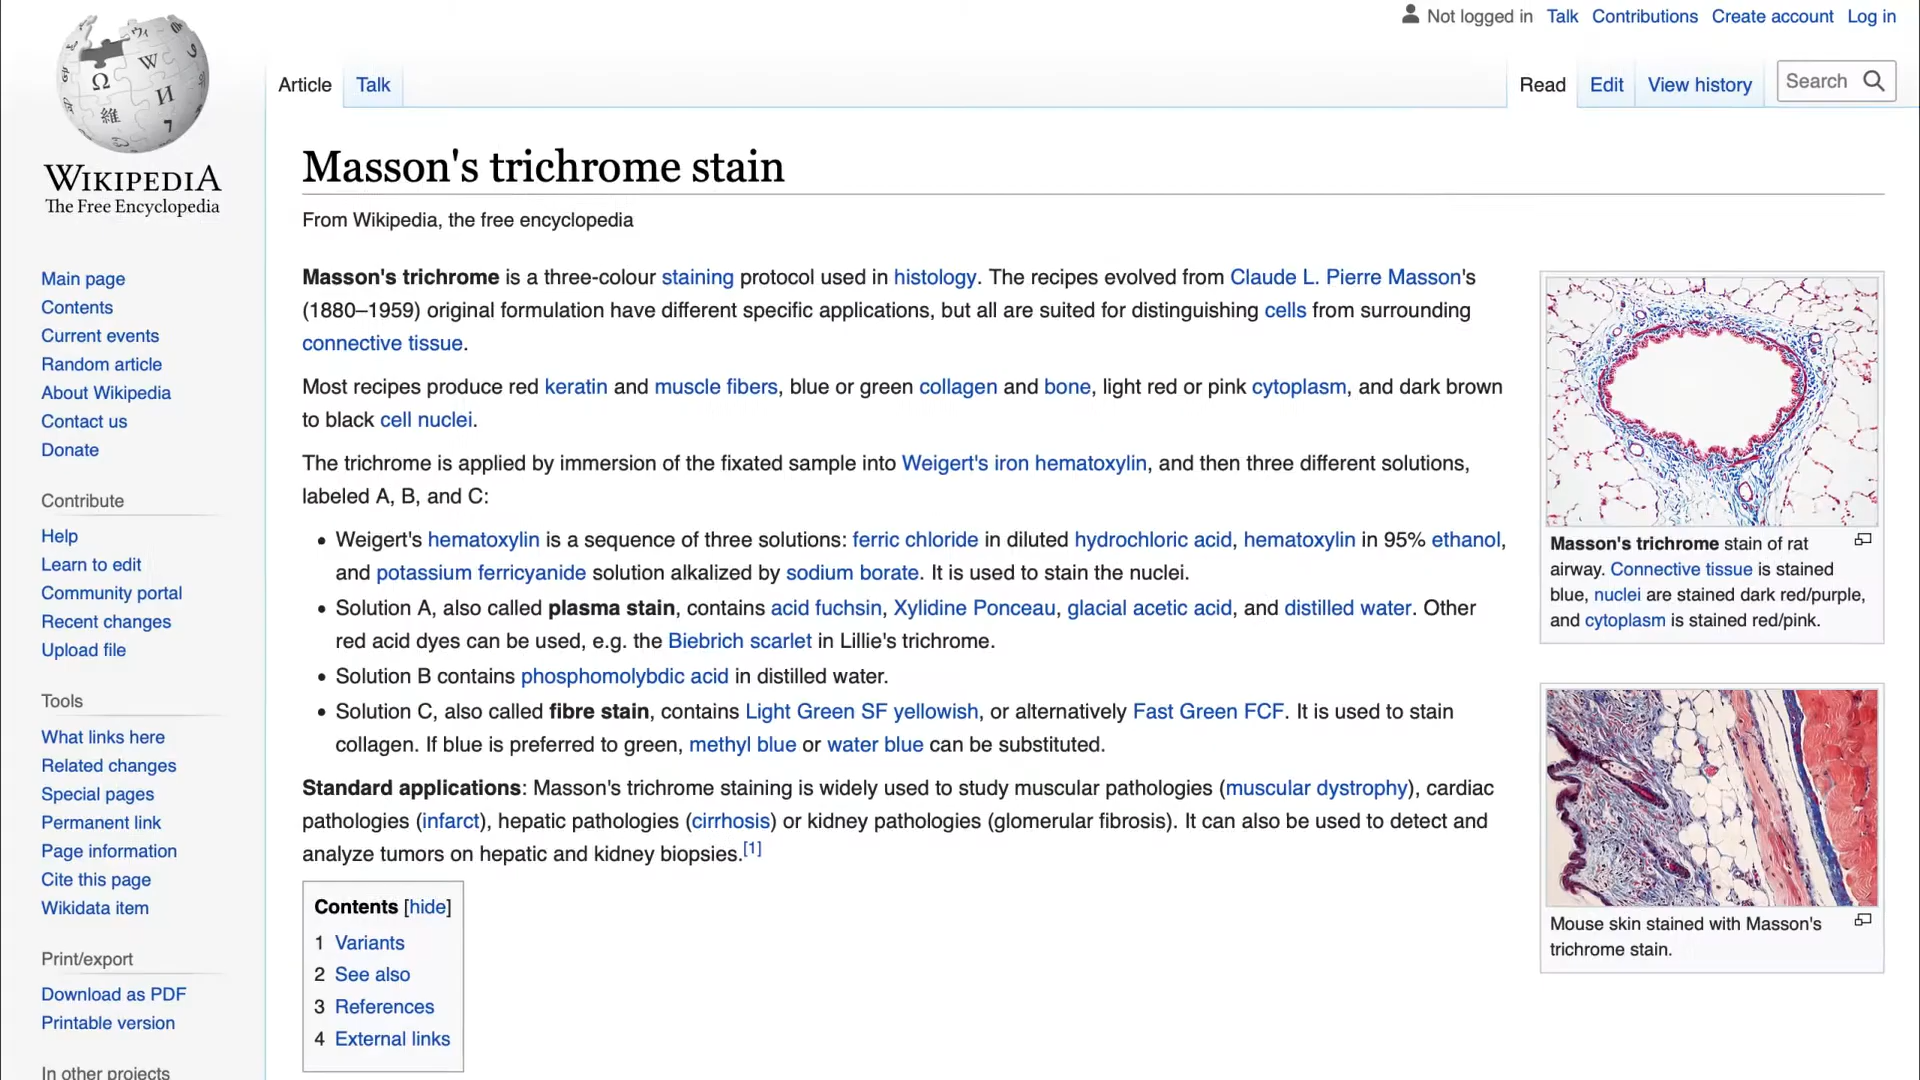 Not logged in Talk Contributions Create account Log in
Article Talk Read Edit View history Search
WIKIPEDIA
The Free Encyclopedia
Main page
Contents
Current events
Random article
About Wikipedia
Contact us
Donate
Contribute
Help
Learn to edit
Community portal
Recent changes
Upload file
Tools
What links here
Related changes
Special pages
Permanent link
Page information
Cite this page
Wikidata item
Print/export
Download as PDF
Printable version
In other projects
Masson's trichrome stain
From Wikipedia, the free encyclopedia
Masson's trichrome is a three-colour staining protocol used in histology. The recipes evolved from Claude L. Pierre Masson's
(1880–1959) original formulation have different specific applications, but all are suited for distinguishing cells from surrounding
connective tissue.
Most recipes produce red keratin and muscle fibers, blue or green collagen and bone, light red or pink cytoplasm, and dark brown
to black cell nuclei.
The trichrome is applied by immersion of the fixated sample into Weigert's iron hematoxylin, and then three different solutions,
labeled A, B, and C:
• Weigert's hematoxylin is a sequence of three solutions: ferric chloride in diluted hydrochloric acid, hematoxylin in 95% ethanol,
and potassium ferricyanide solution alkalized by sodium borate. It is used to stain the nuclei.
• Solution A, also called plasma stain, contains acid fuchsin, Xylidine Ponceau, glacial acetic acid, and distilled water. Other
red acid dyes can be used, e.g. the Biebrich scarlet in Lillie's trichrome.
• Solution B contains phosphomolybdic acid in distilled water.
• Solution C, also called fibre stain, contains Light Green SF yellowish, or alternatively Fast Green FCF. It is used to stain
collagen. If blue is preferred to green, methyl blue or water blue can be substituted.
Standard applications: Masson's trichrome staining is widely used to study muscular pathologies (muscular dystrophy), cardiac
pathologies (infarct), hepatic pathologies (cirrhosis) or kidney pathologies (glomerular fibrosis). It can also be used to detect and
analyze tumors on hepatic and kidney biopsies.[1]
Contents [hide]
1 Variants
2 See also
3 References
4 External links
Masson's trichrome stain of rat
airway. Connective tissue is stained
blue, nuclei are stained dark red/purple,
and cytoplasm is stained red/pink.
Mouse skin stained with Masson's
trichrome stain.